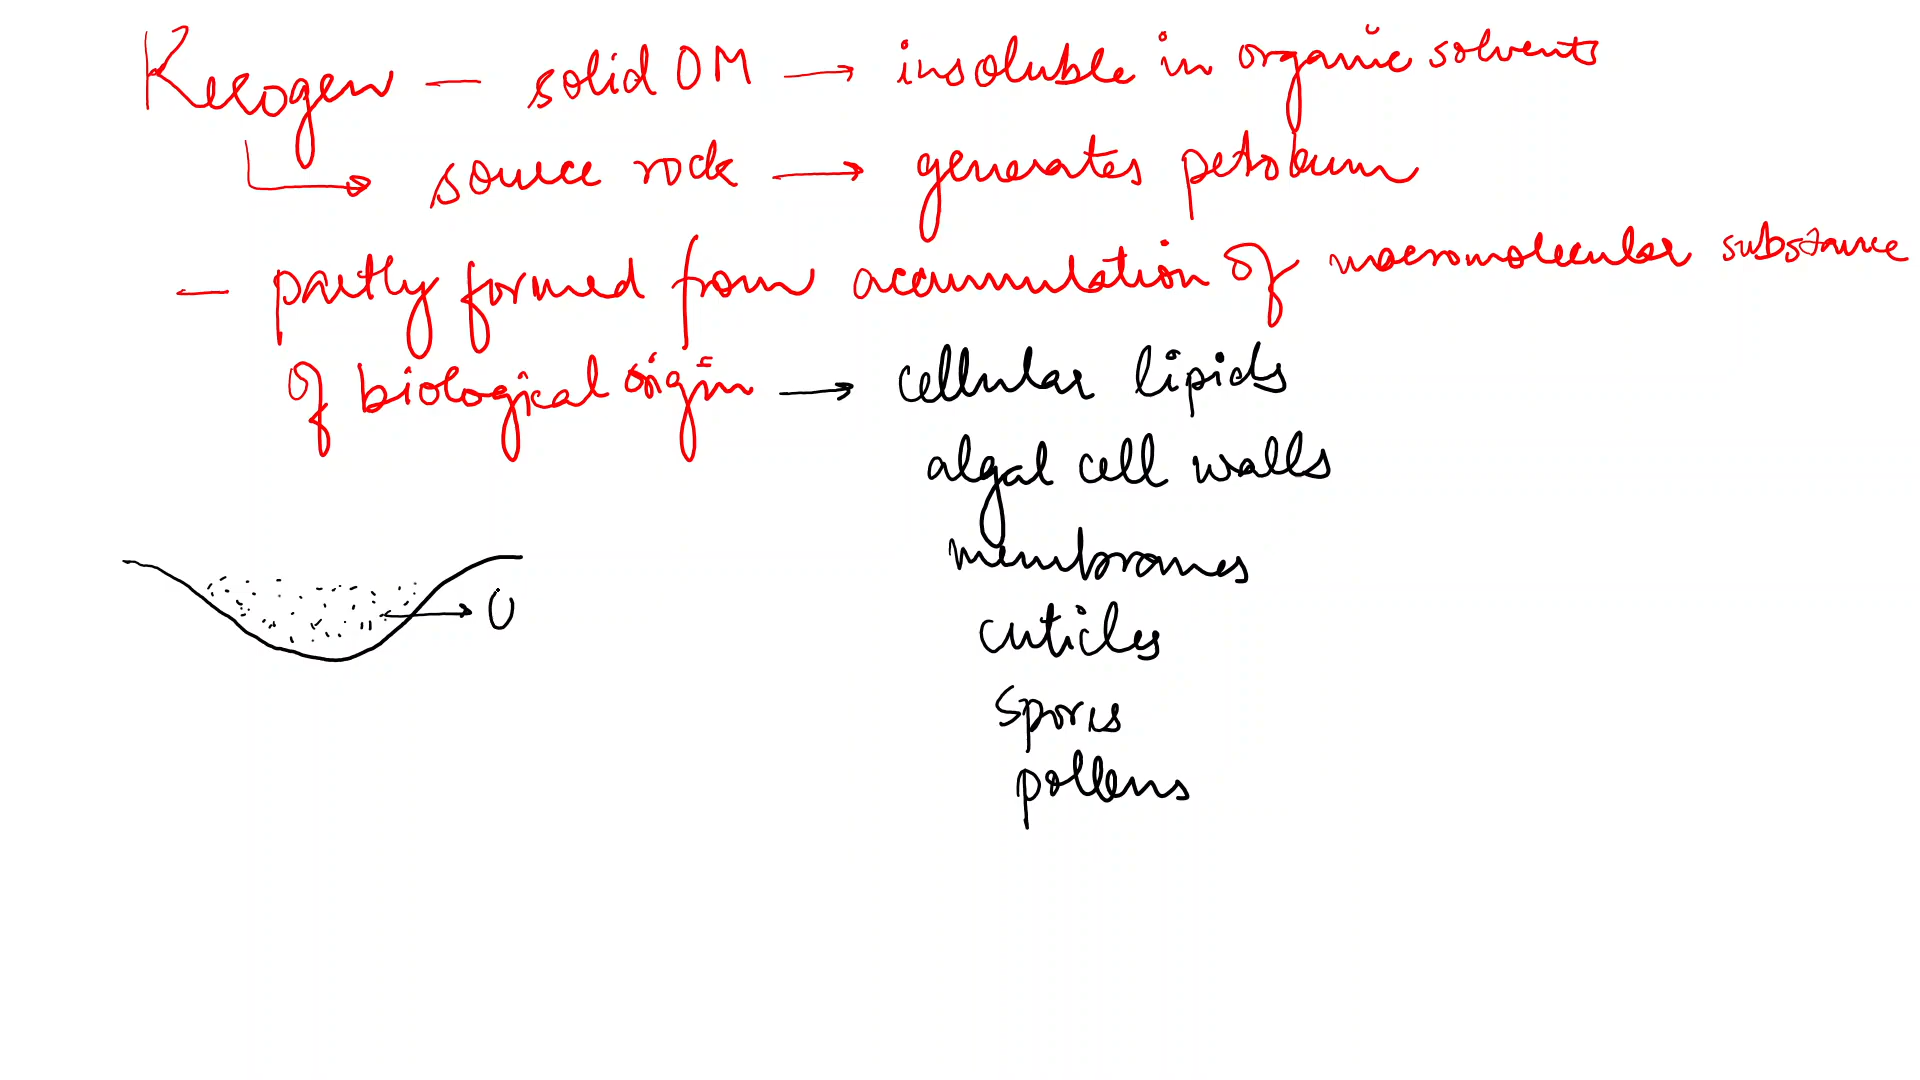 Kerogen — solid OM → insoluble in organic solvents
source rock → generates petroleum
— partly formed from accumulation of macromolecular substance
of biological origin → cellular lipids
algal cell walls
membranes
cuticles
→ O
spores
pollens